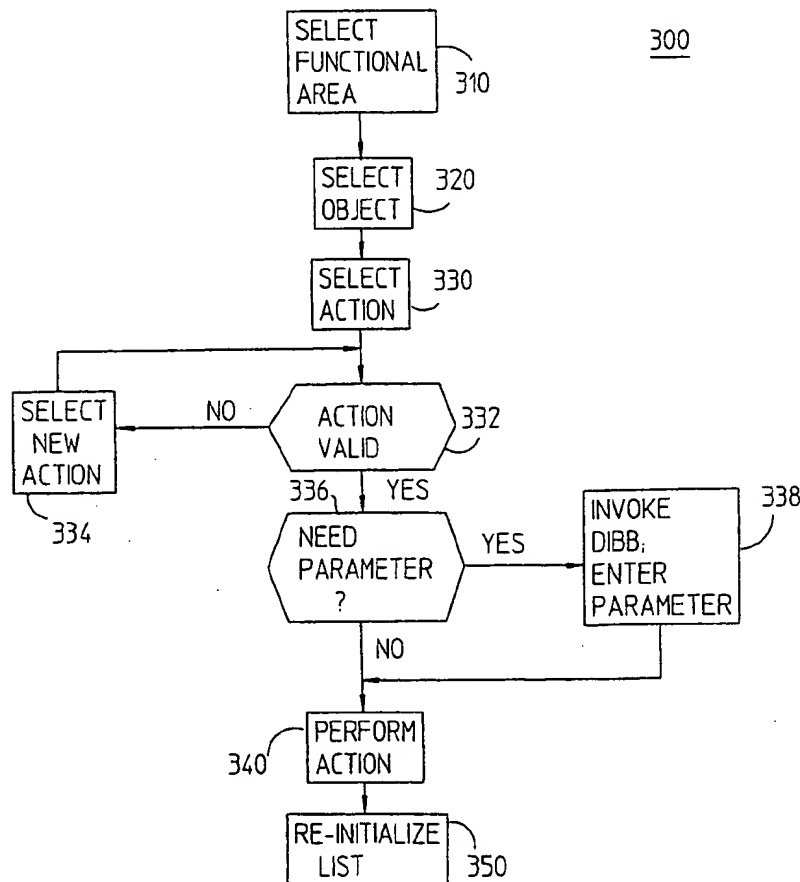 SELECT
FUNCTIONAL
AREA
310
300
SELECT
OBJECT
320
SELECT
ACTION
330
ACTION
VALID
332
NO
SELECT
NEW
ACTION
334
YES
336
NEED
PARAMETER
?
YES
INVOKE
DIBB;
ENTER
PARAMETER
338
NO
PERFORM
ACTION
340
RE-INITIALIZE
LIST
350